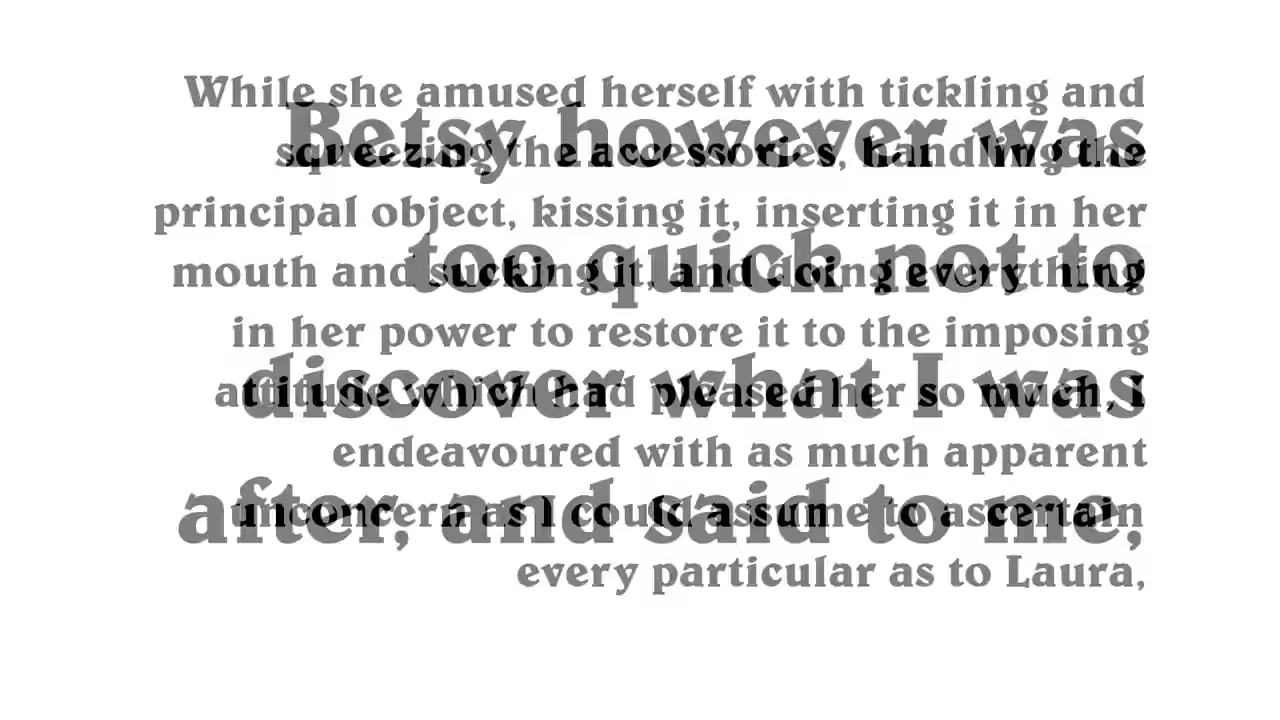 While she amused herself with tickling and
squeezing the accessories, handling the
principal object, kissing it, inserting it in her
mouth and sucking it, and doing everything
in her power to restore it to the imposing
attitude which had pleased her so much, I
endeavoured with as much apparent
unconcern as I could assume to ascertain
every particular as to Laura,
Betsy however was
too quick not to
discover what I was
after, and said to me,